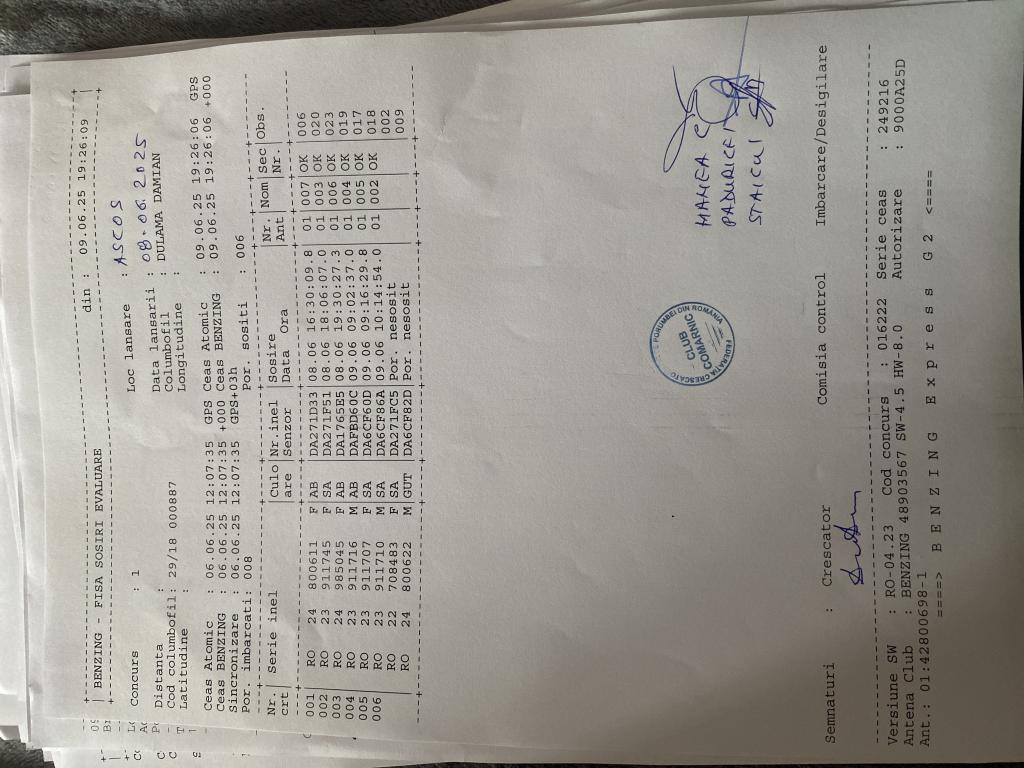 din : 09.06.25 19:26:09
BENZING - FISA SOSIRI EVALUARE
Concurs : 1 Loc lansare : ASCOS
Distanta : Data lansarii : 08.06.2025
Cod columbofil: 29/18 000887 Columbofil : DULAMA DAMIAN
Latitudine : Longitudine :
Ceas Atomic : 06.06.25 12:07:35 GPS Ceas Atomic : 09.06.25 19:26:06 GPS
Ceas BENZING : 06.06.25 12:07:35 +000 Ceas BENZING : 09.06.25 19:26:06 +000
Sincronizare : 06.06.25 12:07:35 GPS+03h
Por. imbarcati: 008 Por. sositi : 006
Nr. | Serie inel |Culo|Nr.inel |Sosire |Nr.|Nom|Sec|Obs.
crt |are |Senzor |Data Ora |Ant| |Nr.|
001 | RO 24 800611 F AB |DA271D33|08.06 16:30:09.8| 01|007|OK |006
002 | RO 23 911745 F SA |DA271F51|08.06 18:06:07.0| 01|003|OK |020
003 | RO 24 985045 F AB |DA1765E5|08.06 19:30:27.3| 01|006|OK |023
004 | RO 23 911716 M AB |DAFBD60C|09.06 09:02:37.0| 01|004|OK |019
005 | RO 23 911707 F SA |DA6CF60D|09.06 09:16:29.8| 01|005|OK |017
006 | RO 23 911710 M SA |DA6CF86A|09.06 10:14:54.0| 01|002|OK |018
RO 22 708483 F SA |DA271FC5|Por. nesosit 002
RO 24 800622 M GUT|DA6CF82D|Por. nesosit 009
FEDERATIA CRESCATO PORUMBEI DIN ROMANIA
CLUB
COMARNIC
MANEA C
PADURICE I
STAICU I
Semnaturi : Crescator Comisia control Imbarcare/Desigilare
Versiune SW : RO-04.23 Cod concurs : 016222 Serie ceas : 249216
Antena Club : BENZING 48903567 SW-4.5 HW-8.0 Autorizare : 9000A25D
Ant.: 01:42800698-1
====> B E N Z I N G E x p r e s s G 2 <====